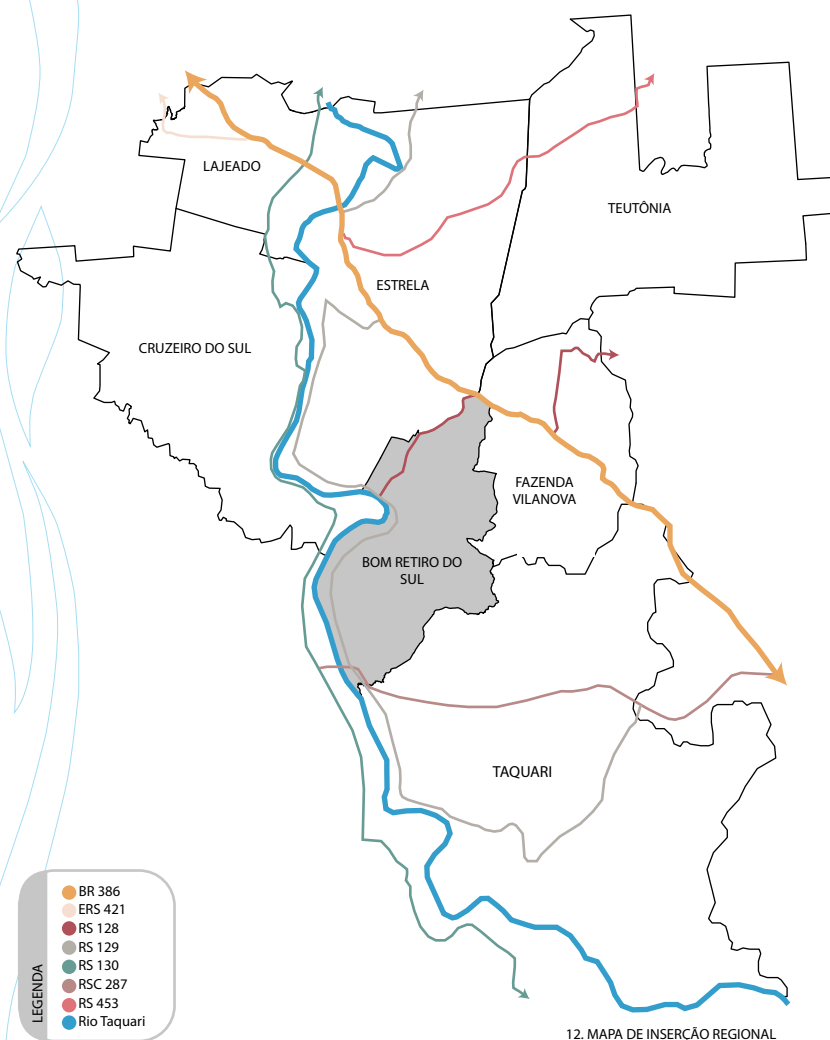 LAJEADO
TEUTÔNIA
ESTRELA
CRUZEIRO DO SUL
FAZENDA
VILANOVA
BOM RETIRO DO
SUL
TAQUARI
LEGENDA
BR 386
ERS 421
RS 128
RS 129
RS 130
RSC 287
RS 453
Rio Taquari
12. MAPA DE INSERÇÃO REGIONAL